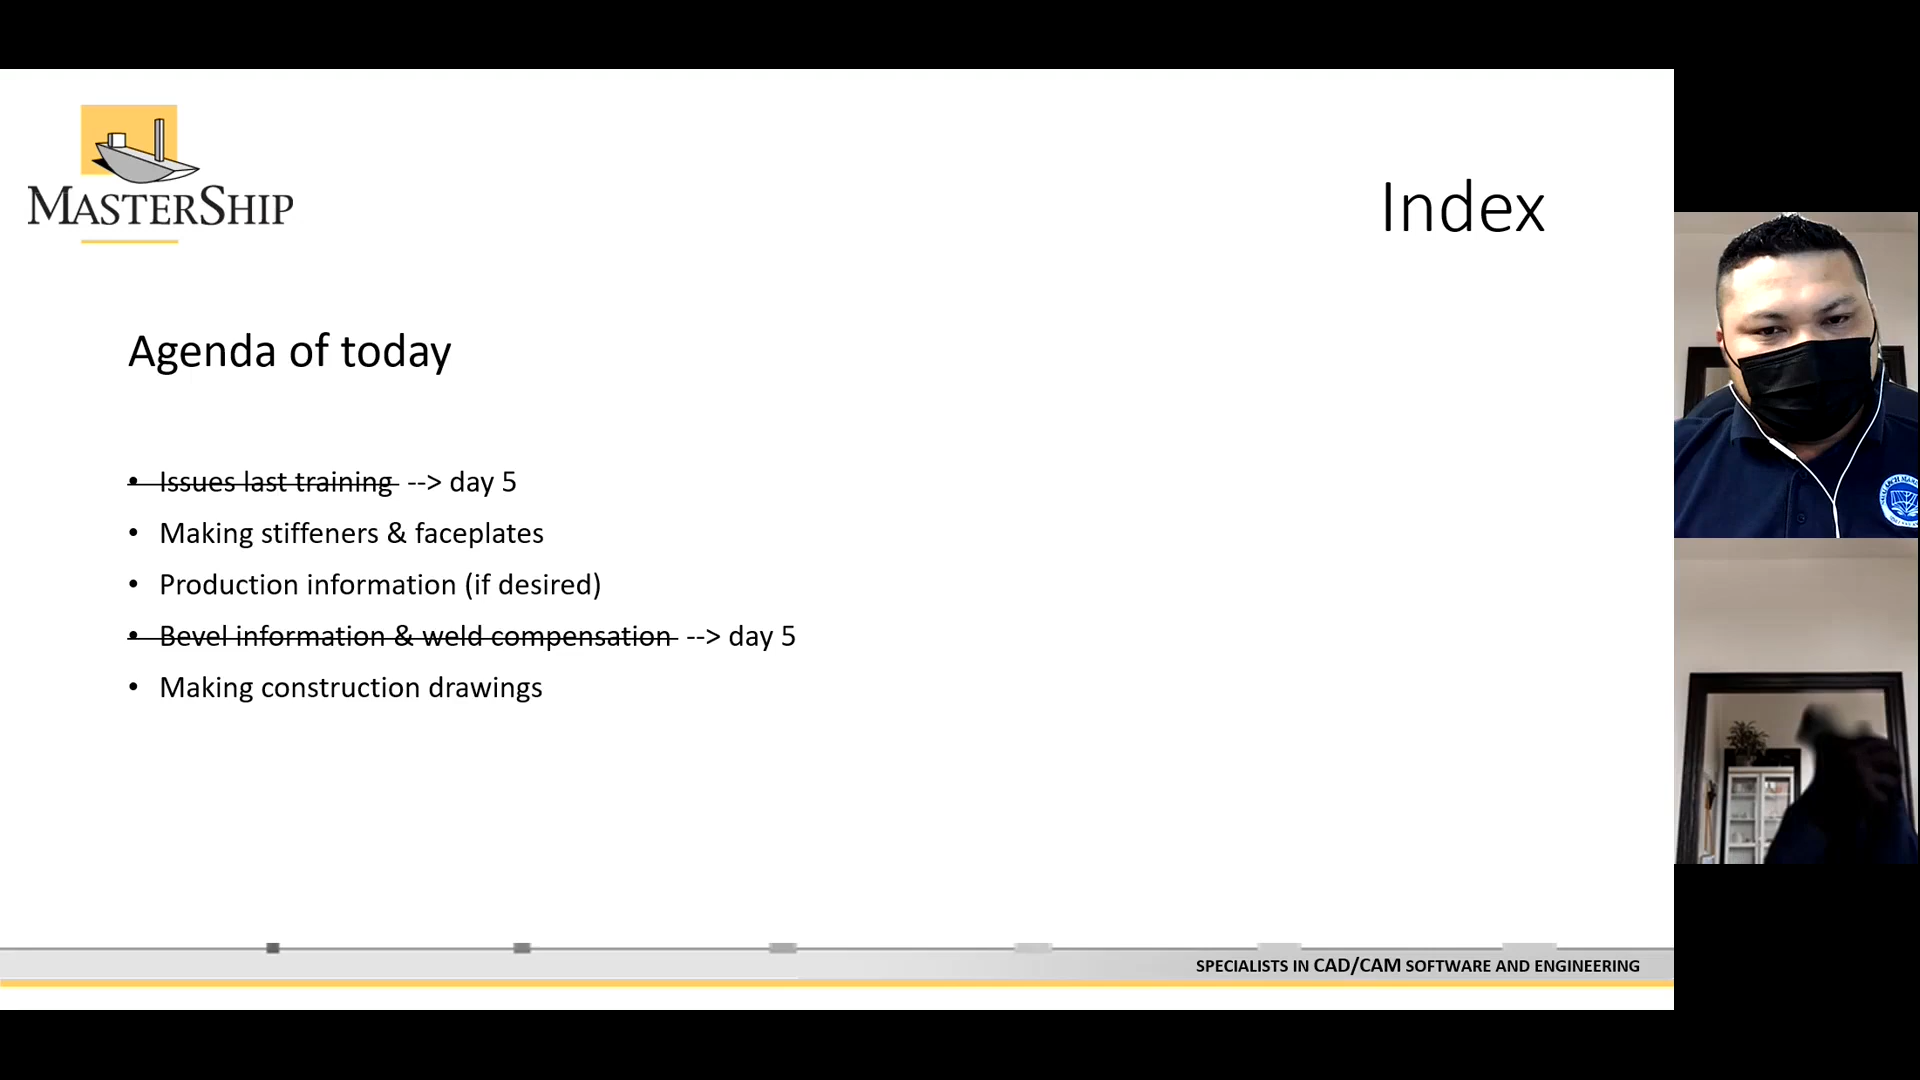 MASTERSHIP
Index
Agenda of today
• Issues last training --> day 5
• Making stiffeners & faceplates
• Production information (if desired)
• Bevel information & weld compensation --> day 5
• Making construction drawings
SPECIALISTS IN CAD/CAM SOFTWARE AND ENGINEERING